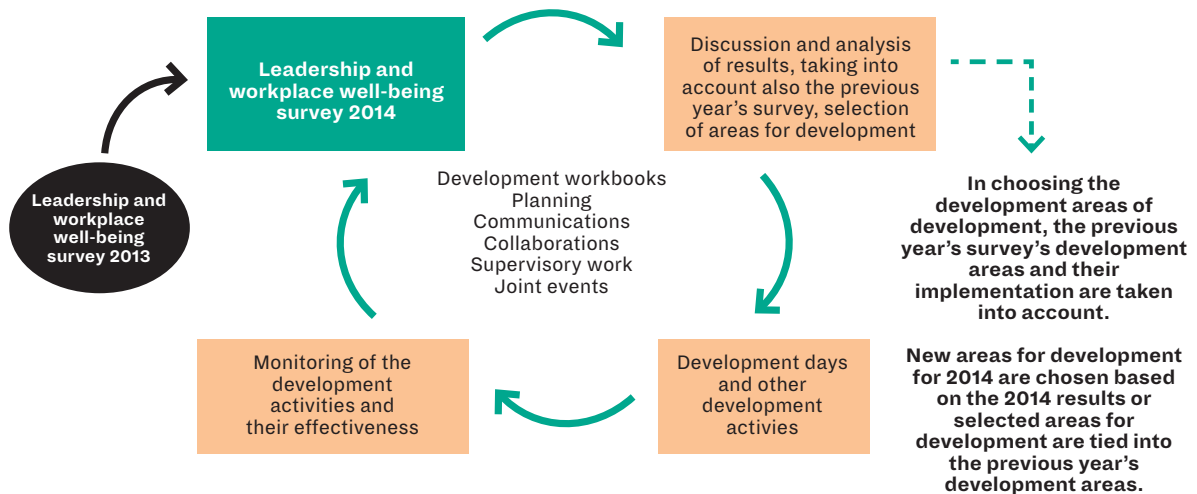 Leadership and
workplace well-being
survey 2014
Discussion and analysis
of results, taking into
account also the previous
year's survey, selection
of areas for development
Leadership and
workplace
well-being
survey 2013
Development workbooks
Planning
Communications
Collaborations
Supervisory work
Joint events
In choosing the
development areas of
development, the previous
year's survey's development
areas and their
implementation are taken
into account.
Monitoring of the
development
activities and
their effectiveness
Development days
and other
development
activies
New areas for development
for 2014 are chosen based
on the 2014 results or
selected areas for
development are tied into
the previous year's
development areas.